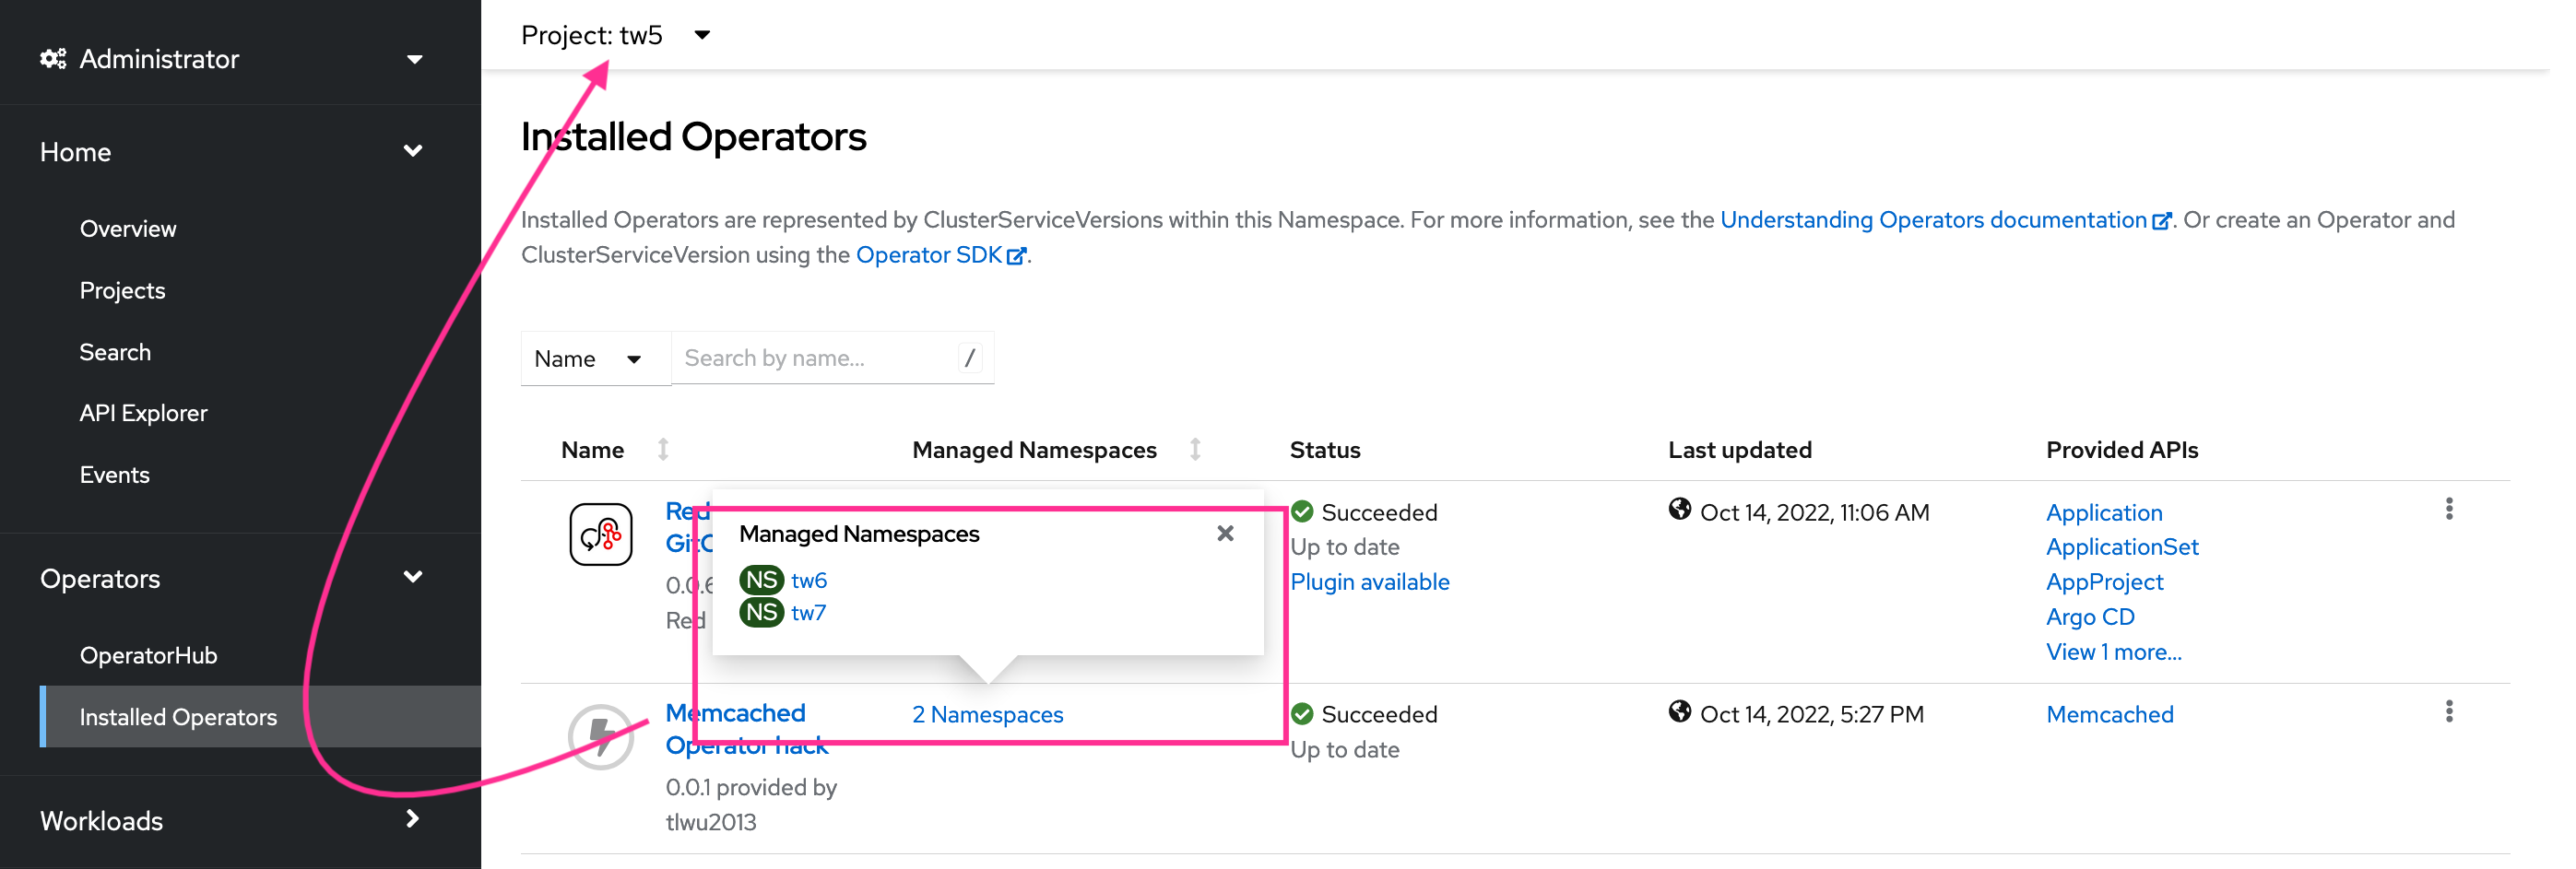 Administrator
Home
Overview
Projects
Search
API Explorer
Events
Operators
OperatorHub
Installed Operators
Workloads
Project: tw5
Installed Operators
Installed Operators are represented by ClusterServiceVersions within this Namespace. For more information, see the Understanding Operators documentation. Or create an Operator and
ClusterServiceVersion using the Operator SDK.
Name Search by name... /
Name Managed Namespaces Status Last updated Provided APIs
Red
Managed Namespaces
NS tw6
NS tw7
Red
Succeeded
Up to date
Plugin available
Oct 14, 2022, 11:06 AM
Application
ApplicationSet
AppProject
Argo CD
View 1 more...
Memcached
Operator hack
0.0.1 provided by
tlwu2013
2 Namespaces
Succeeded
Up to date
Oct 14, 2022, 5:27 PM
Memcached